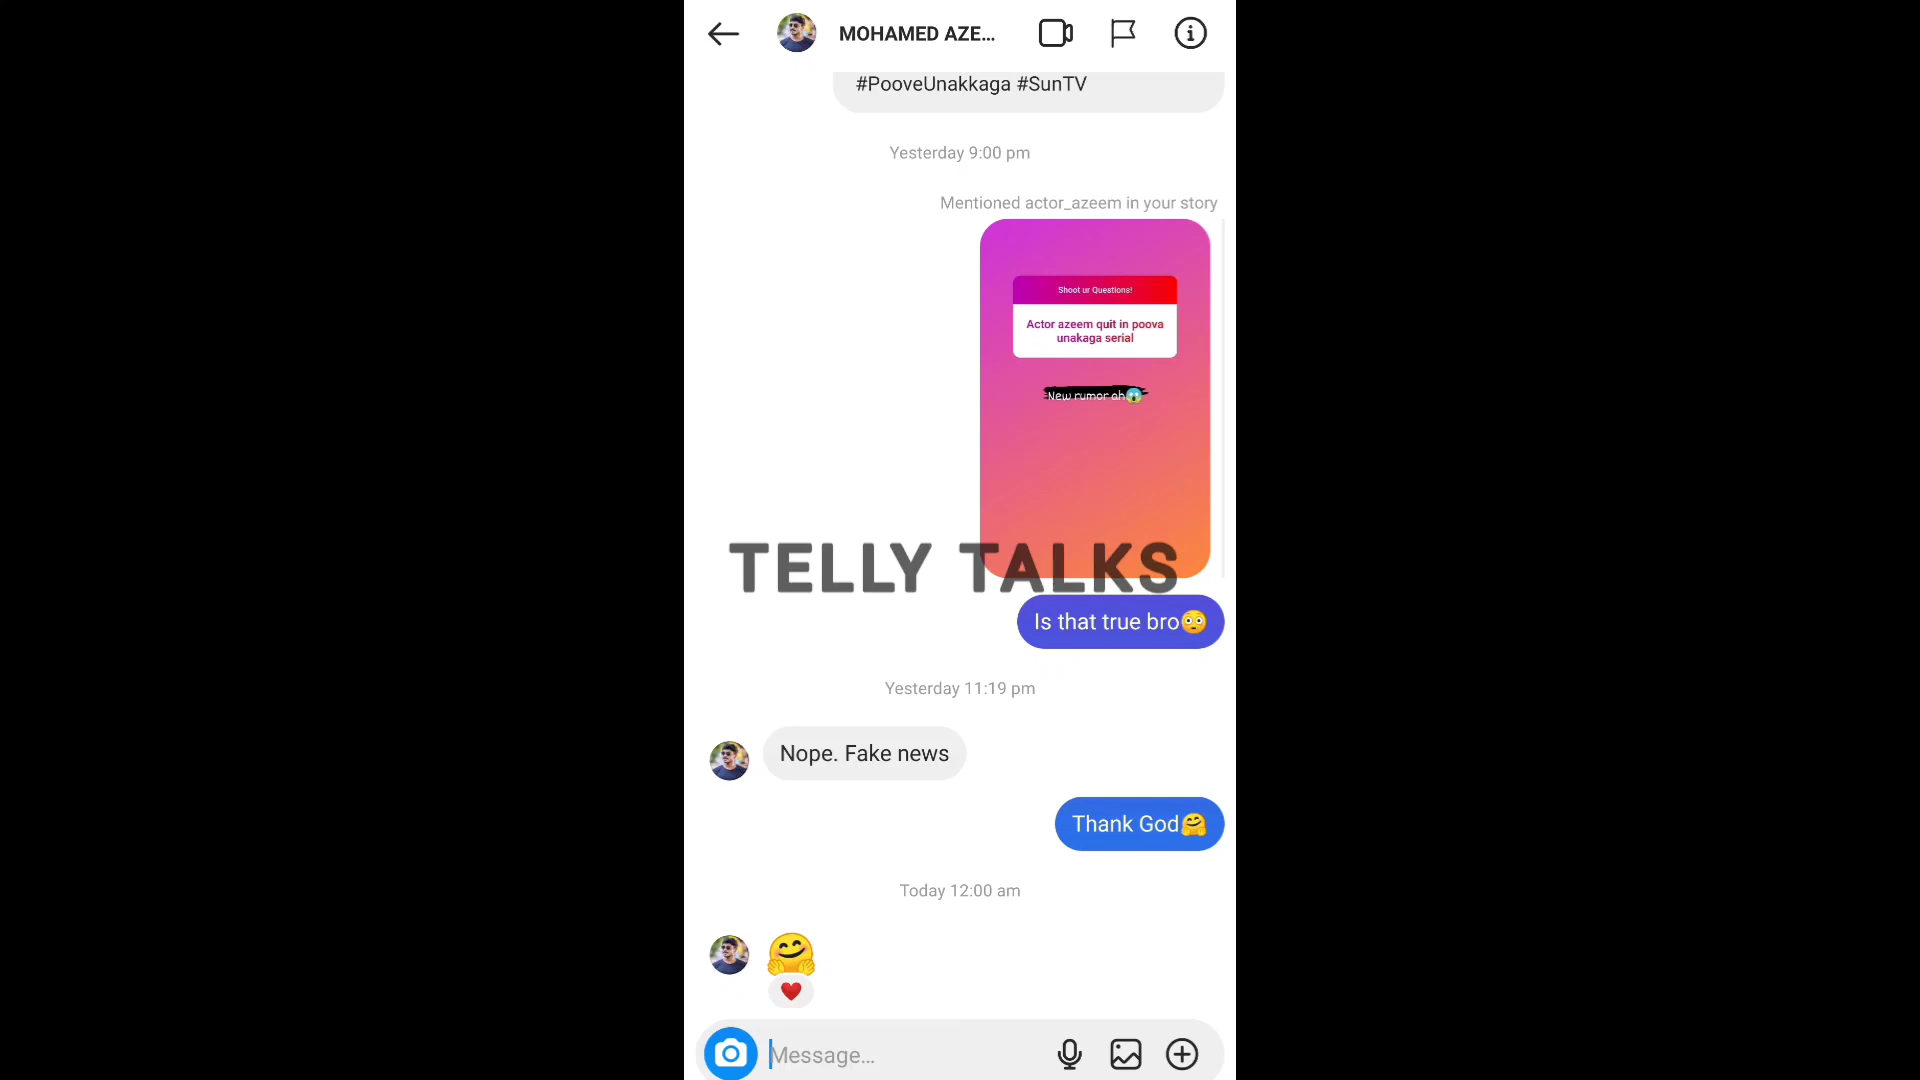 MOHAMED AZE...
#PooveUnakkaga #SunTV
Yesterday 9:00 pm
Mentioned actor_azeem in your story
Shoot ur Questions!
Actor azeem quit in poova
unakaga serial
New rumor ah😱
TELLY TALKS
Is that true bro😳
Yesterday 11:19 pm
Nope. Fake news
Thank God🤗
Today 12:00 am
🤗
❤️
Message...